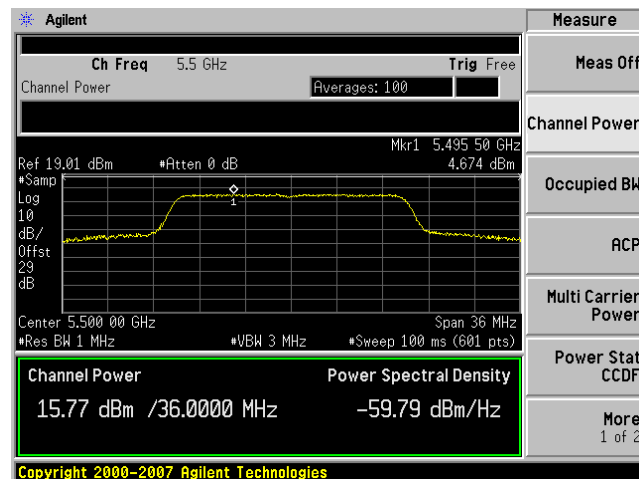 Agilent
Measure
Ch Freq 5.5 GHz Trig Free
Channel Power Averages: 100
Mkr1 5.495 50 GHz
Ref 19.01 dBm #Atten 0 dB 4.674 dBm
#Samp
Log
10
dB/
Offst
29
dB
1
Center 5.500 00 GHz Span 36 MHz
#Res BW 1 MHz #VBW 3 MHz #Sweep 100 ms (601 pts)
Channel Power Power Spectral Density
15.77 dBm /36.0000 MHz -59.79 dBm/Hz
Meas Off
Channel Power
Occupied BW
ACP
Multi Carrier
Power
Power Stat
CCDF
More
1 of 2
Copyright 2000-2007 Agilent Technologies